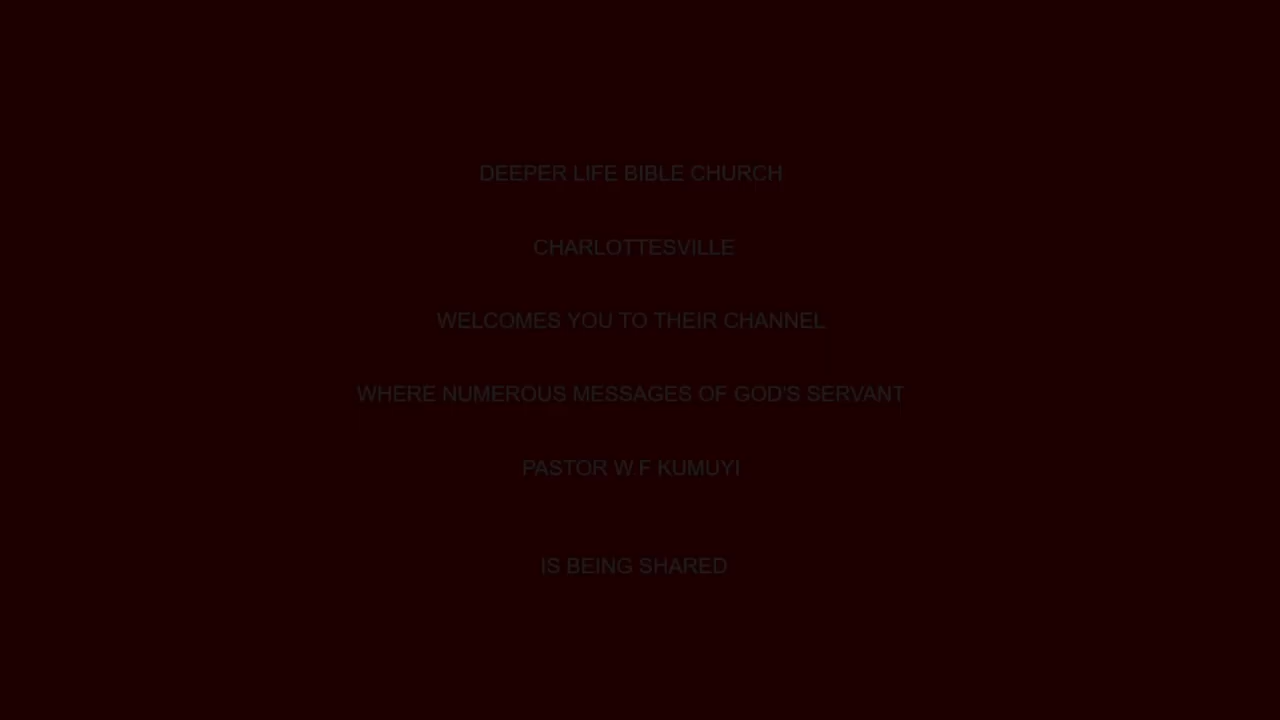 DEEPER LIFE BIBLE CHURCH
CHARLOTTESVILLE
WELCOMES YOU TO THEIR CHANNEL
WHERE NUMEROUS MESSAGES OF GOD'S SERVANT
PASTOR W.F KUMUYI
IS BEING SHARED